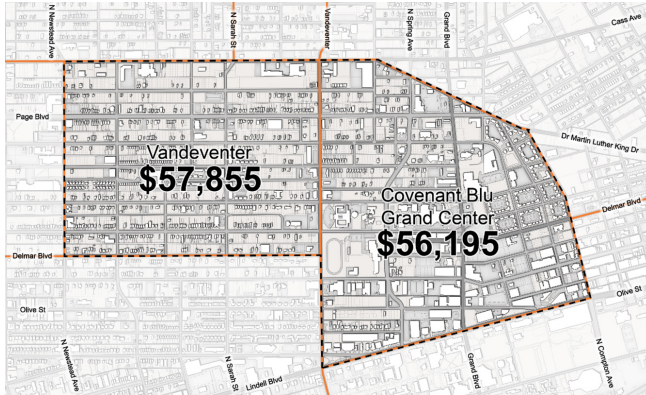 N Newstead Ave
N Sarah St
Vandeventer
N Spring Ave
Grand Blvd
Cass Ave
Page Blvd
Dr Martin Luther King Dr
Vandeventer
$57,855
Covenant Blu
Grand Center
$56,195
Delmar Blvd
Delmar Blvd
Olive St
Olive St
N Newstead Ave
N Sarah St
Lindell Blvd
Grand Blvd
N Compton Ave